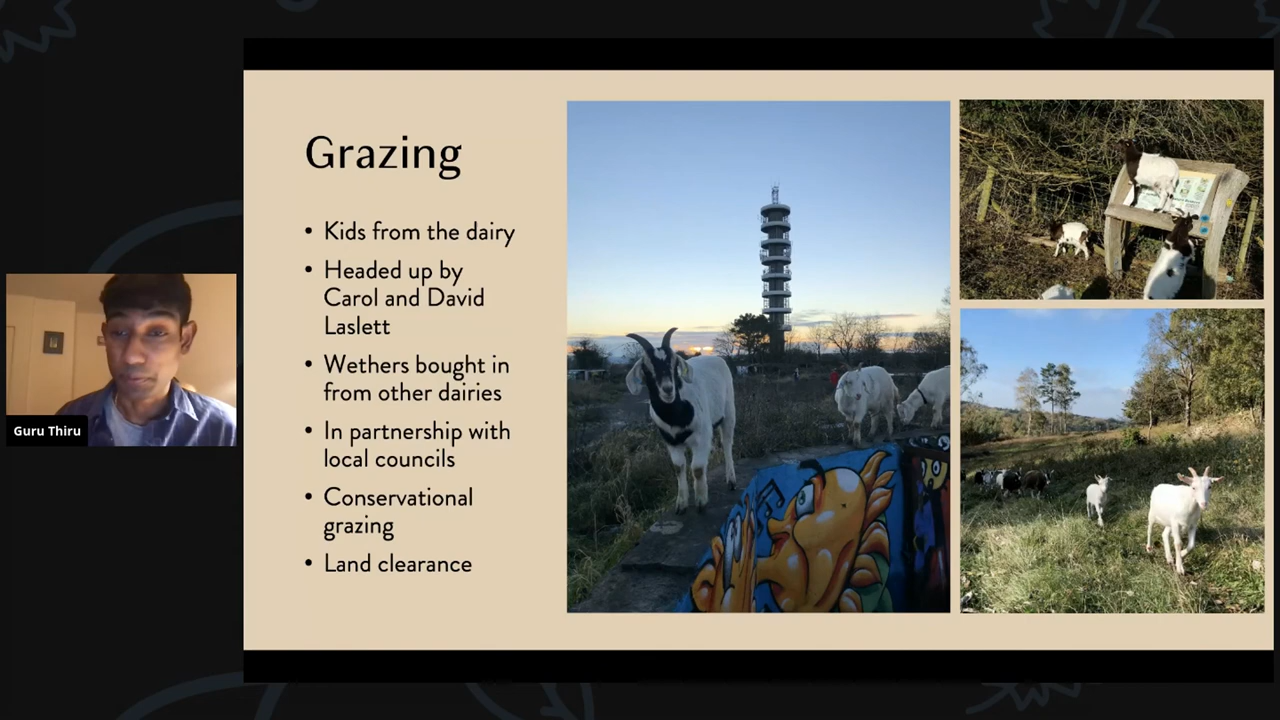 Grazing
• Kids from the dairy
• Headed up by
Carol and David
Laslett
• Wethers bought in
from other dairies
• In partnership with
local councils
• Conservational
grazing
• Land clearance
Guru Thiru